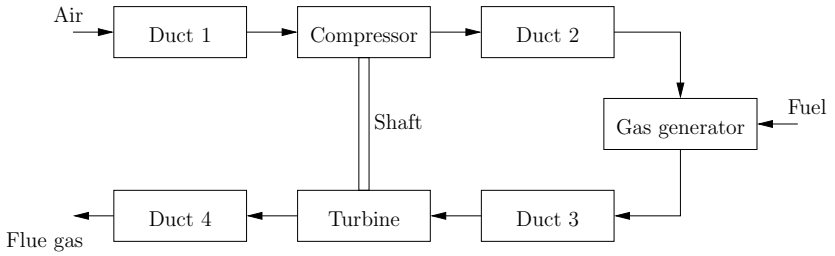 Air
Duct 1
Compressor
Duct 2
Fuel
Gas generator
Shaft
Duct 4
Turbine
Duct 3
Flue gas